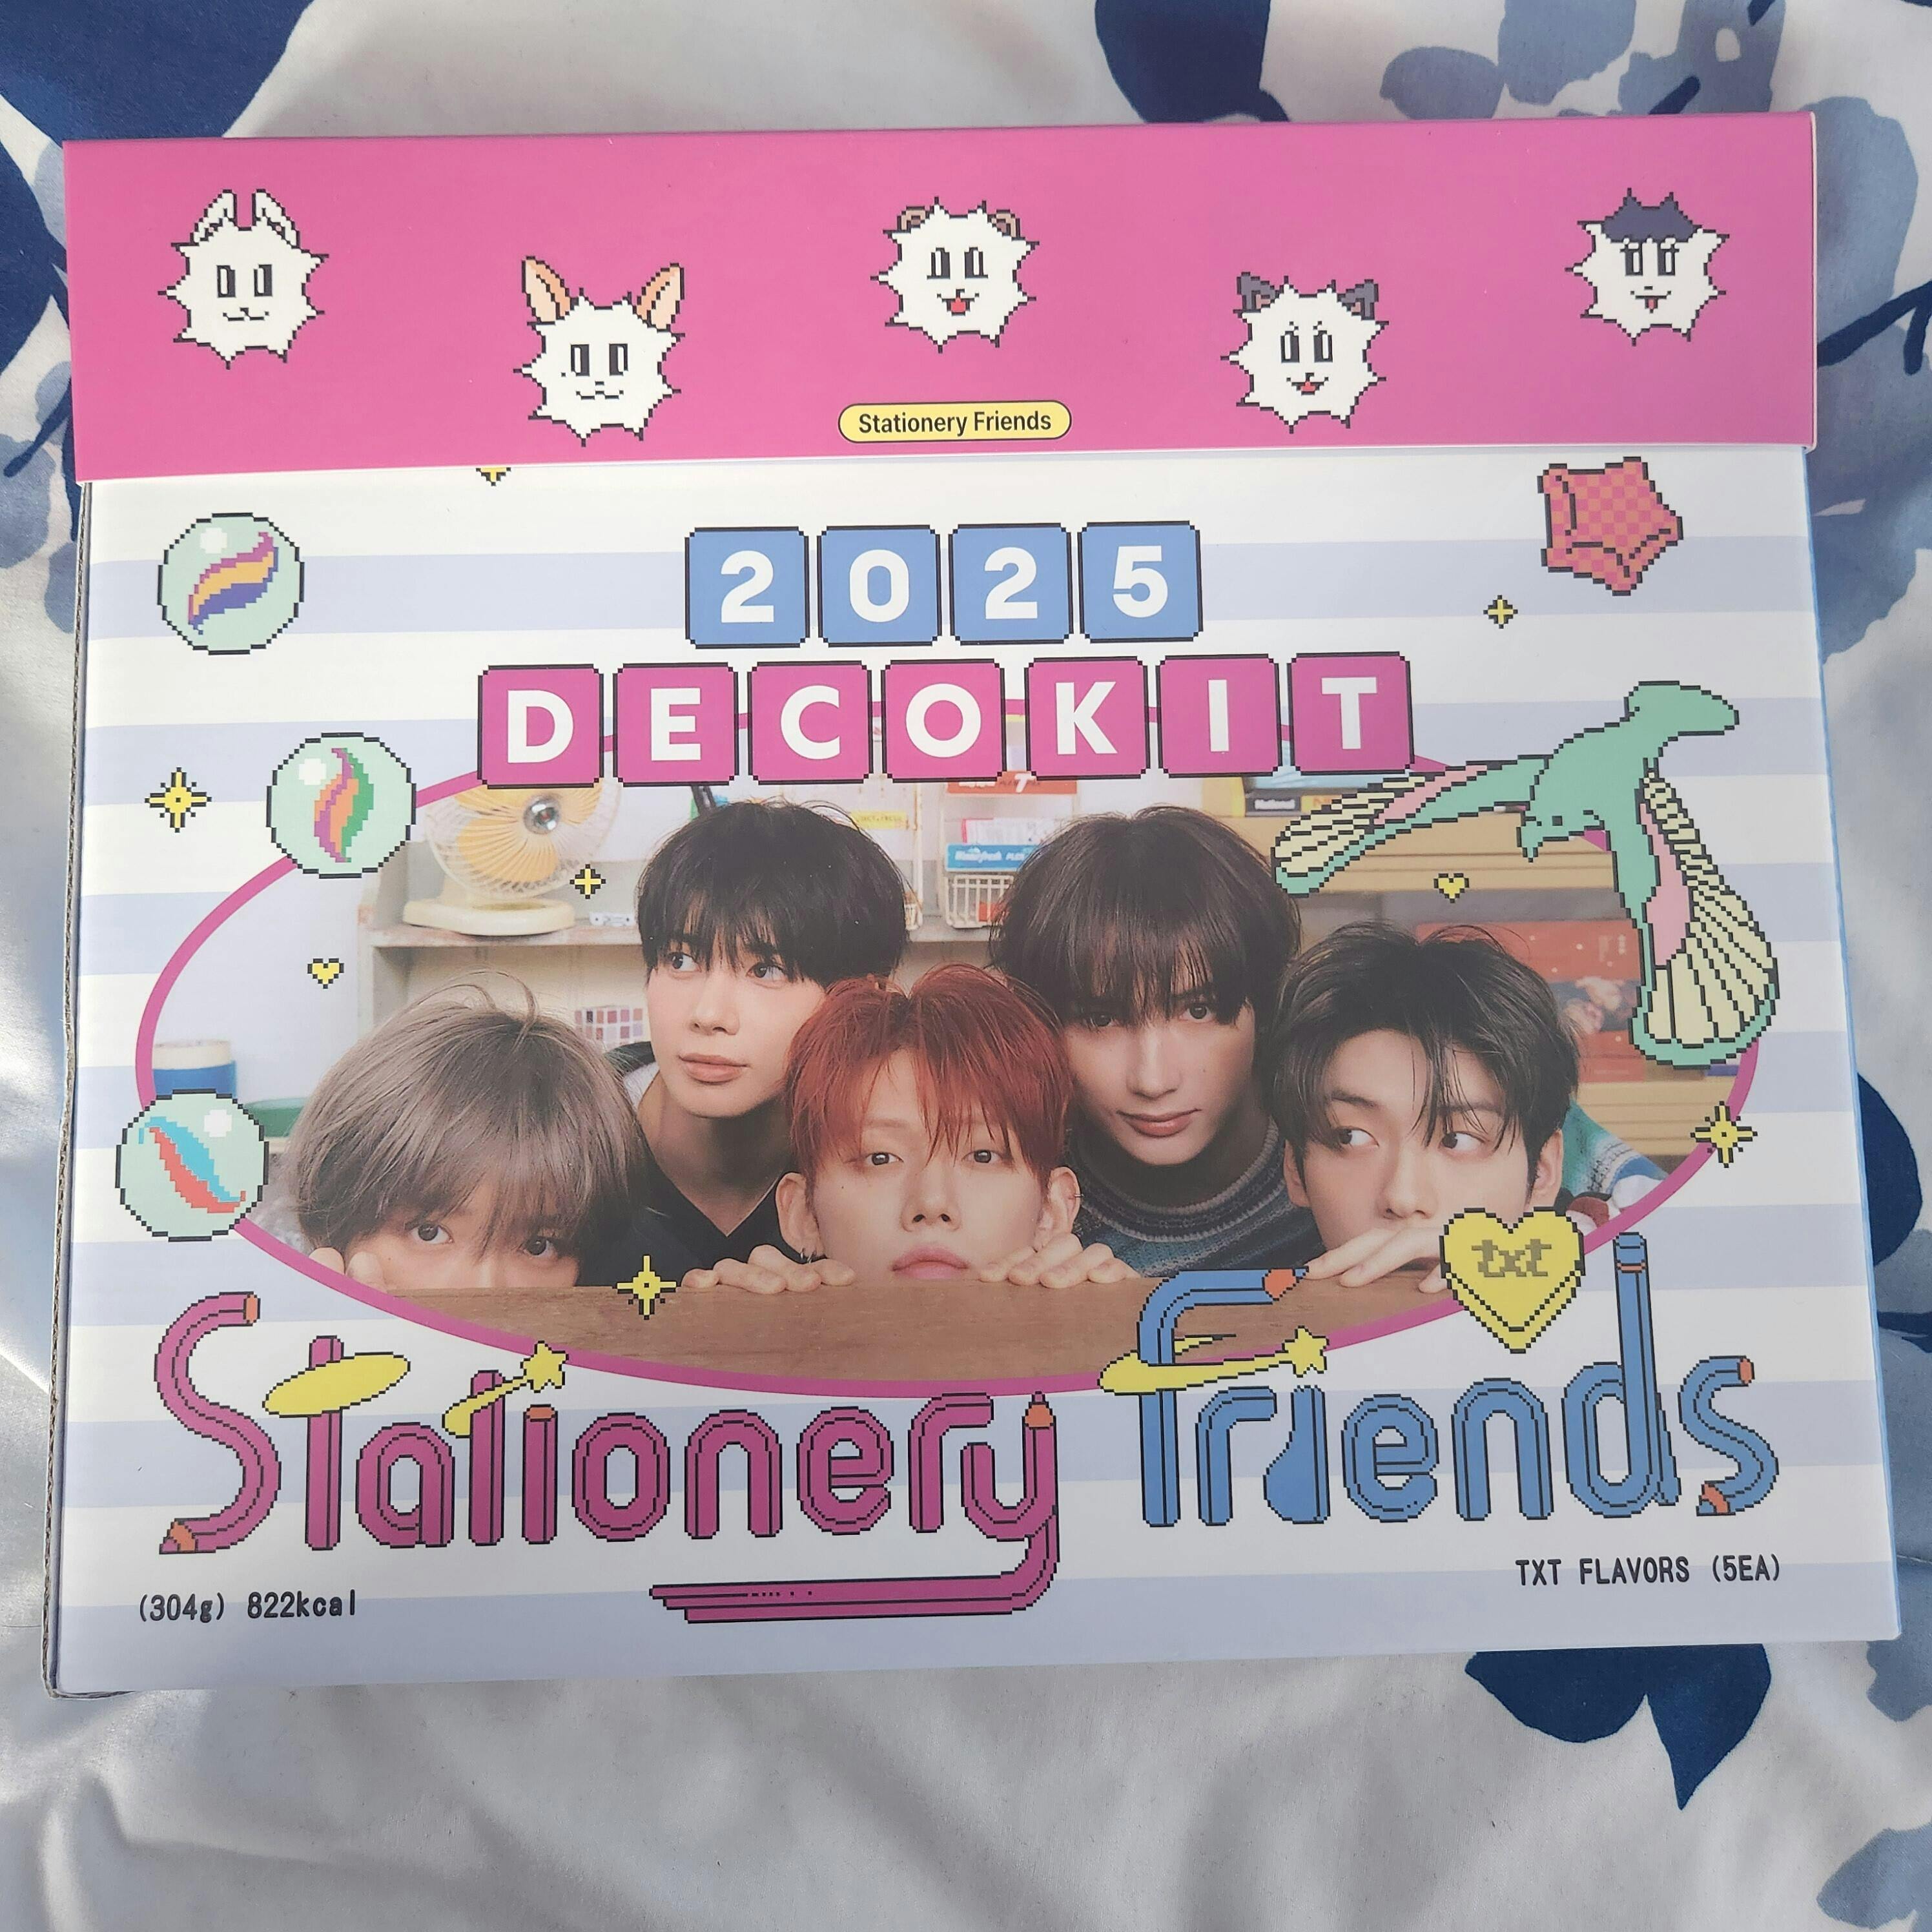 Stationery Friends
2025
DECOKIT
txt
Stationery Friends
(304g) 822kcal
TXT FLAVORS (5EA)